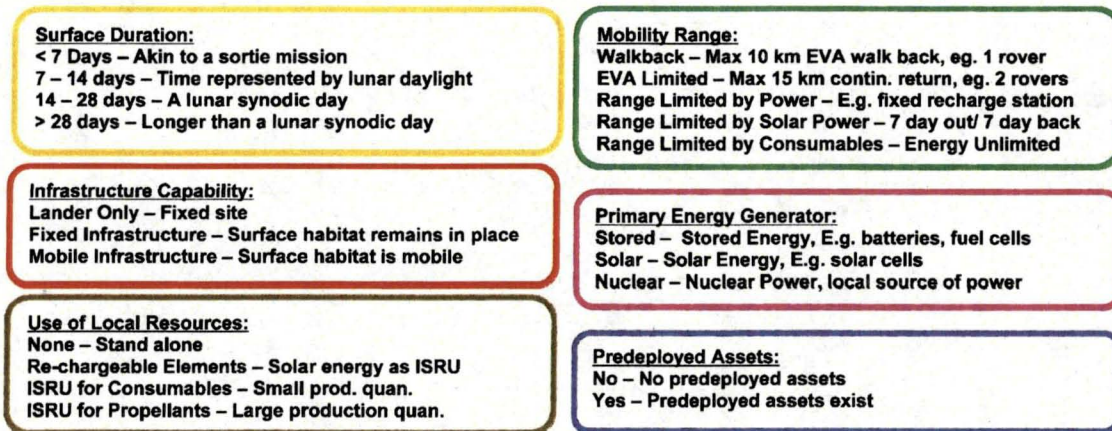 Surface Duration:
< 7 Days – Akin to a sortie mission
7 – 14 days – Time represented by lunar daylight
14 – 28 days – A lunar synodic day
> 28 days – Longer than a lunar synodic day
Infrastructure Capability:
Lander Only – Fixed site
Fixed Infrastructure – Surface habitat remains in place
Mobile Infrastructure – Surface habitat is mobile
Use of Local Resources:
None – Stand alone
Re-chargeable Elements – Solar energy as ISRU
ISRU for Consumables – Small prod. quan.
ISRU for Propellants – Large production quan.
Mobility Range:
Walkback – Max 10 km EVA walk back, eg. 1 rover
EVA Limited – Max 15 km contin. return, eg. 2 rovers
Range Limited by Power – E.g. fixed recharge station
Range Limited by Solar Power – 7 day out/ 7 day back
Range Limited by Consumables – Energy Unlimited
Primary Energy Generator:
Stored – Stored Energy, E.g. batteries, fuel cells
Solar – Solar Energy, E.g. solar cells
Nuclear – Nuclear Power, local source of power
Predeployed Assets:
No – No predeployed assets
Yes – Predeployed assets exist